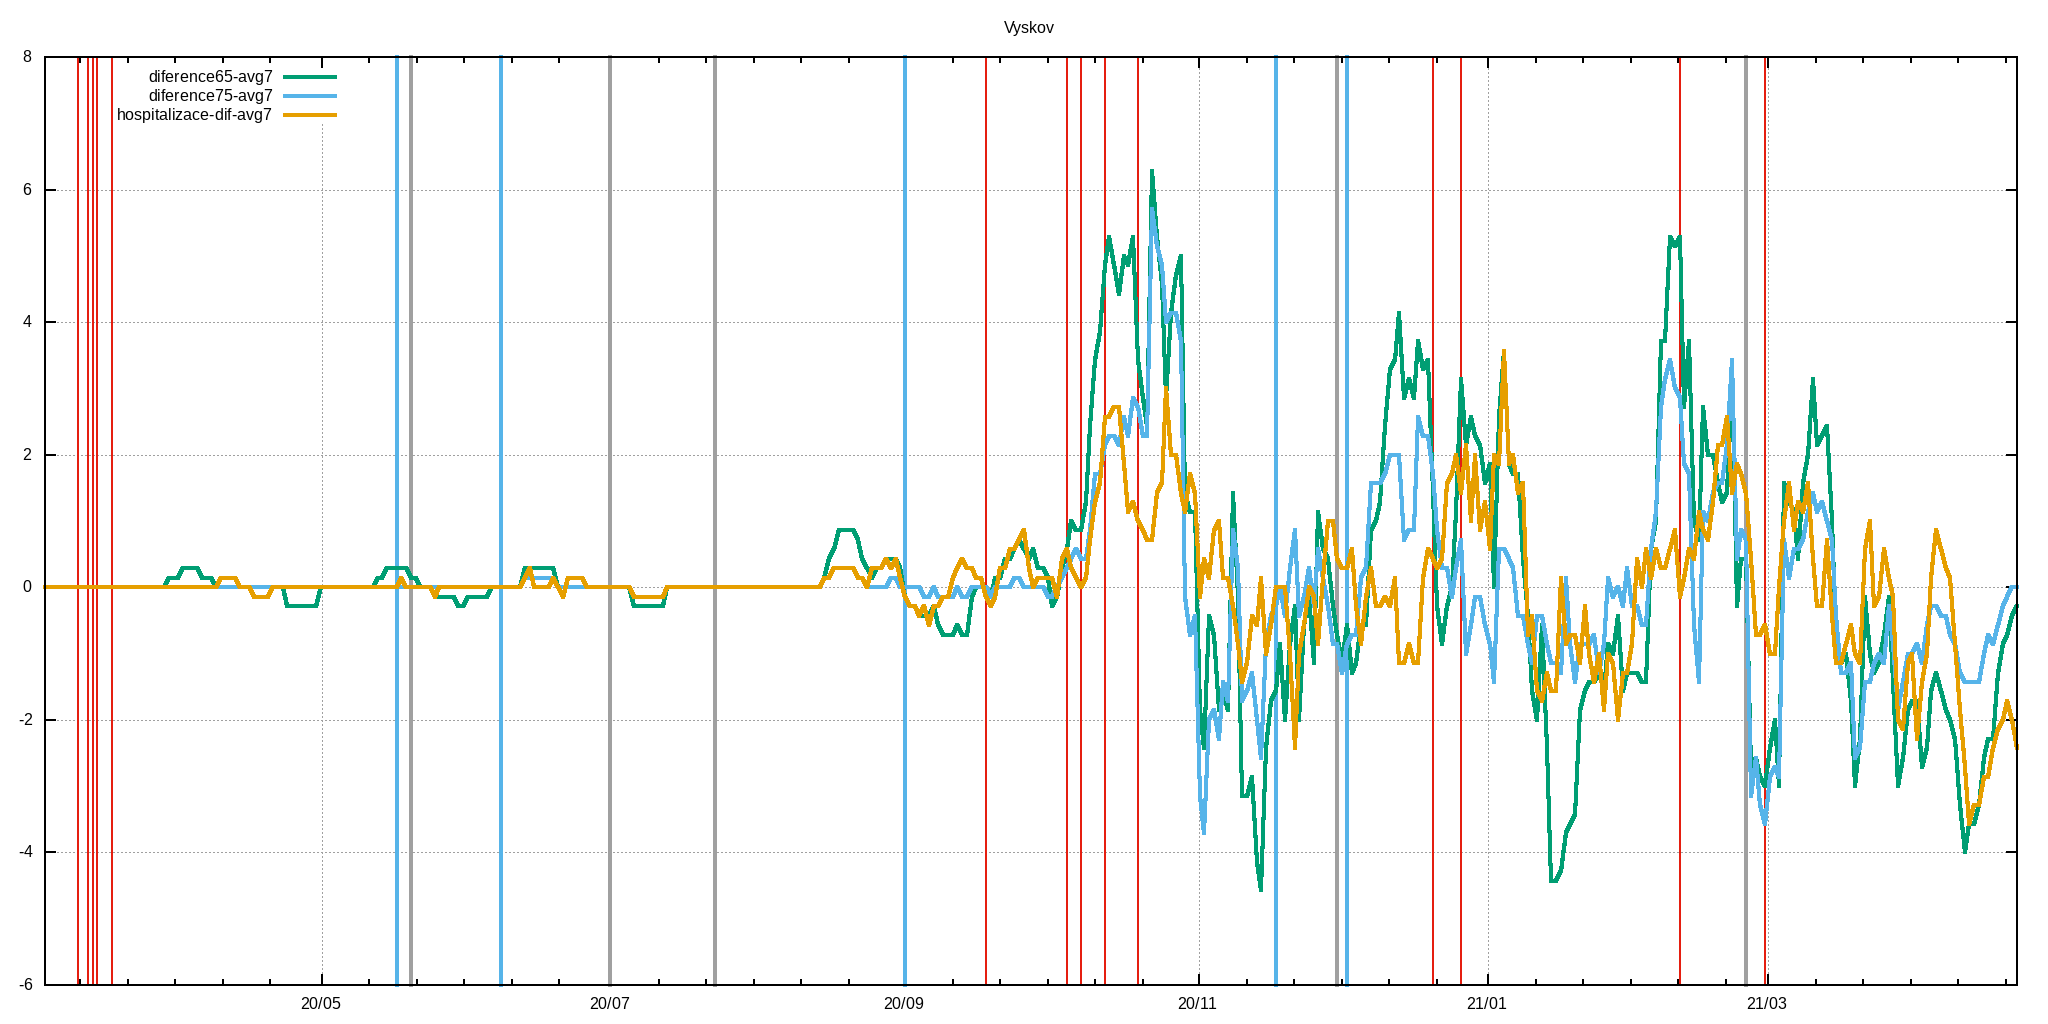 Vyskov
8
diference65-avg7
diference75-avg7
hospitalizace-dif-avg7
6
4
2
0
-2
-4
-6
20/05 20/07 20/09 20/11 21/01 21/03